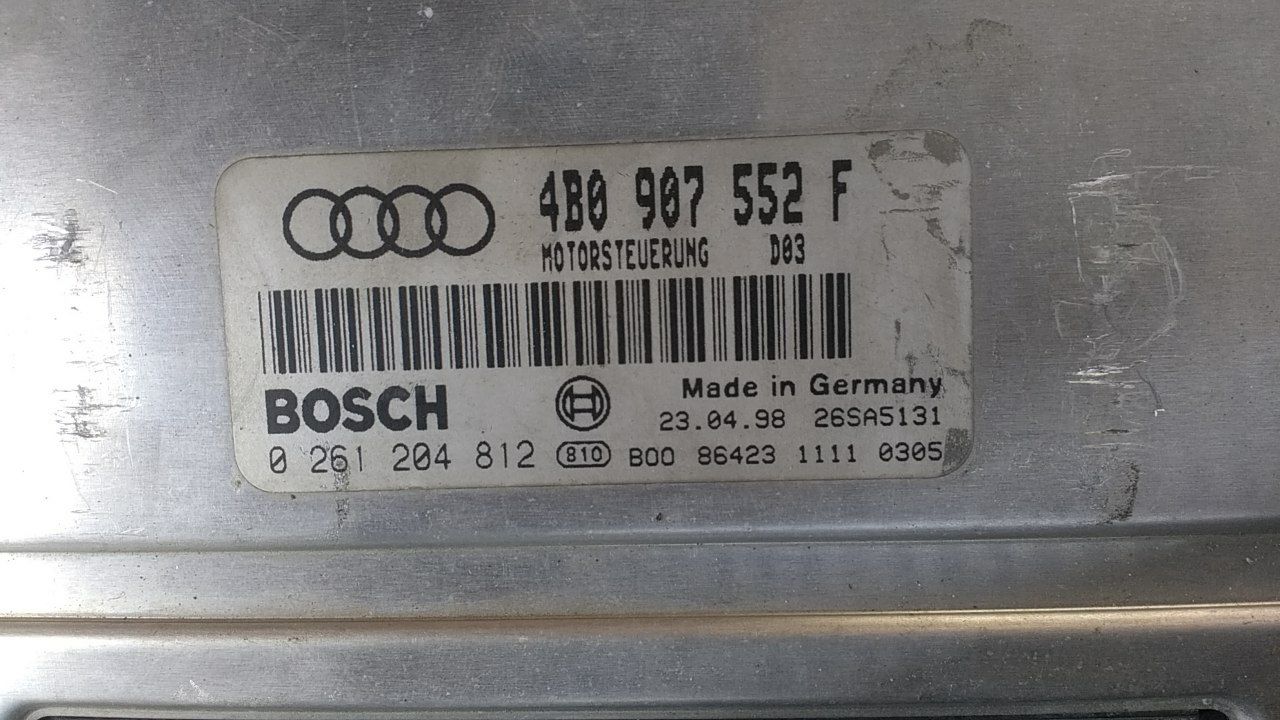 4B0 907 552 F
MOTORSTEUERUNG D03
BOSCH
Made in Germany
23.04.98 26SA5131
0 261 204 812 810 B00 86423 1111 0305